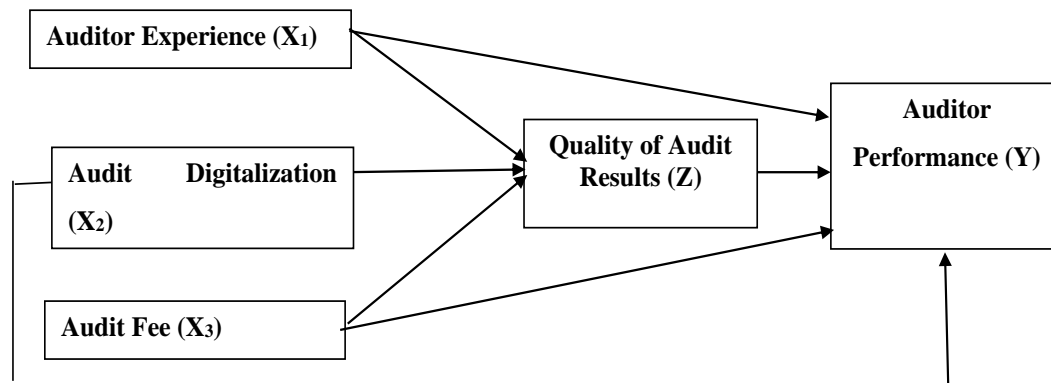 Auditor Experience (X₁)
Audit Digitalization
(X₂)
Audit Fee (X₃)
Quality of Audit
Results (Z)
Auditor
Performance (Y)